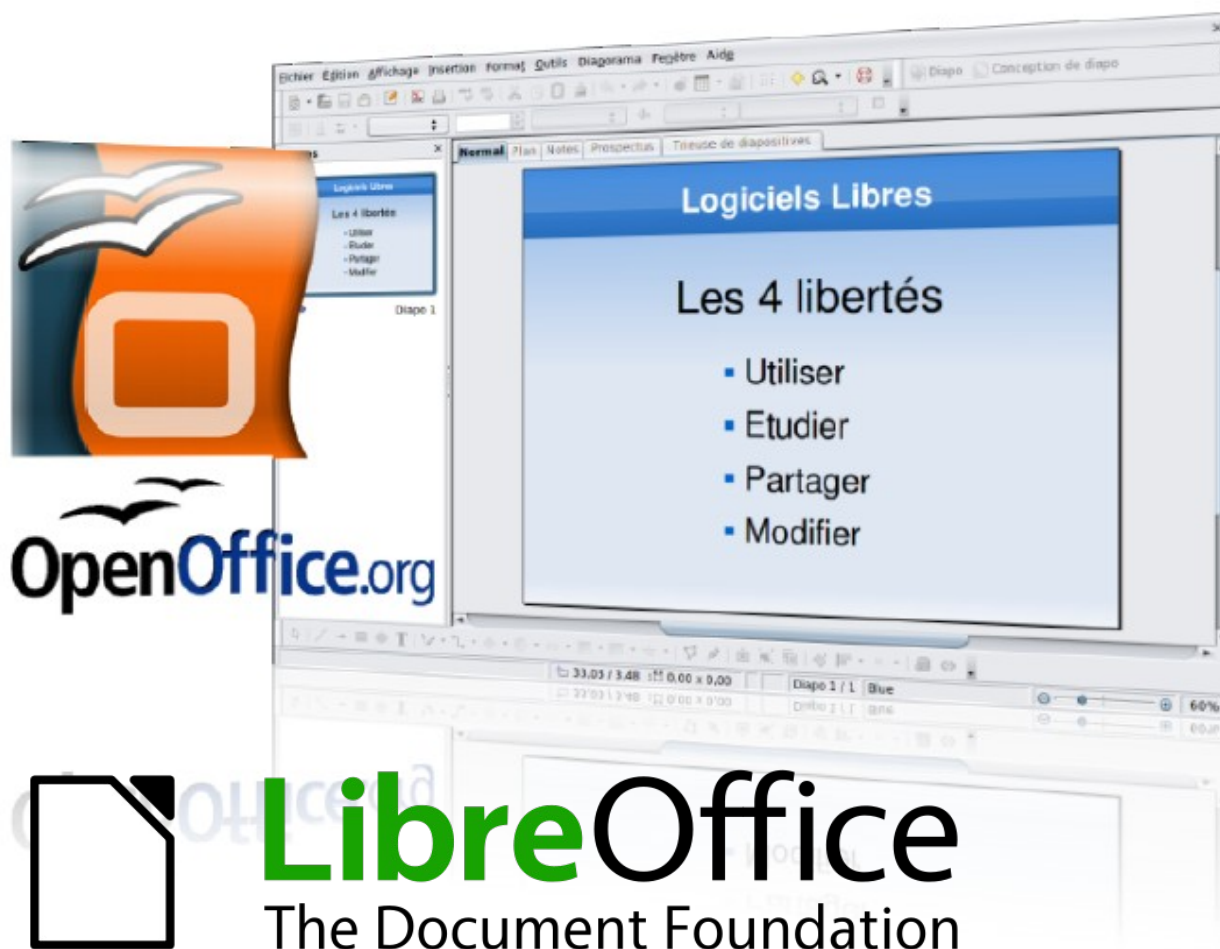 Fichier Édition Affichage Insertion Format Outils Diaporama Fenêtre Aide
Diapo Conception de diapo
Normal Plan Notes Prospectus Trieuse de diapositives
Logiciels Libres
Les 4 libertés
- Utiliser
- Etudier
- Partager
- Modifier
Diapo 1
Logiciels Libres
Les 4 libertés
Utiliser
Etudier
Partager
Modifier
OpenOffice.org
33,03 / 3,48 0,00 x 0,00 Diapo 1 / 1 Blue 60%
LibreOffice
The Document Foundation